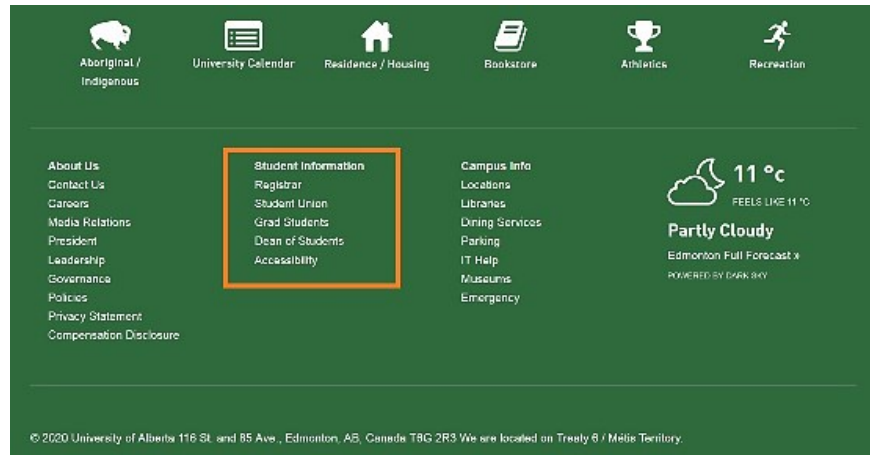 Aboriginal /
Indigenous
University Calendar
Residence / Housing
Bookstore
Athletics
Recreation
About Us
Contact Us
Careers
Media Relations
President
Leadership
Governance
Policies
Privacy Statement
Compensation Disclosure
Student Information
Registrar
Student Union
Grad Students
Dean of Students
Accessibility
Campus Info
Locations
Libraries
Dining Services
Parking
IT Help
Museums
Emergency
11 °c
FEELS LIKE 11 °C
Partly Cloudy
Edmonton Full Forecast »
POWERED BY DARK SKY
© 2020 University of Alberta 116 St. and 85 Ave., Edmonton, AB, Canada T6G 2R3 We are located on Treaty 6 / Métis Territory.